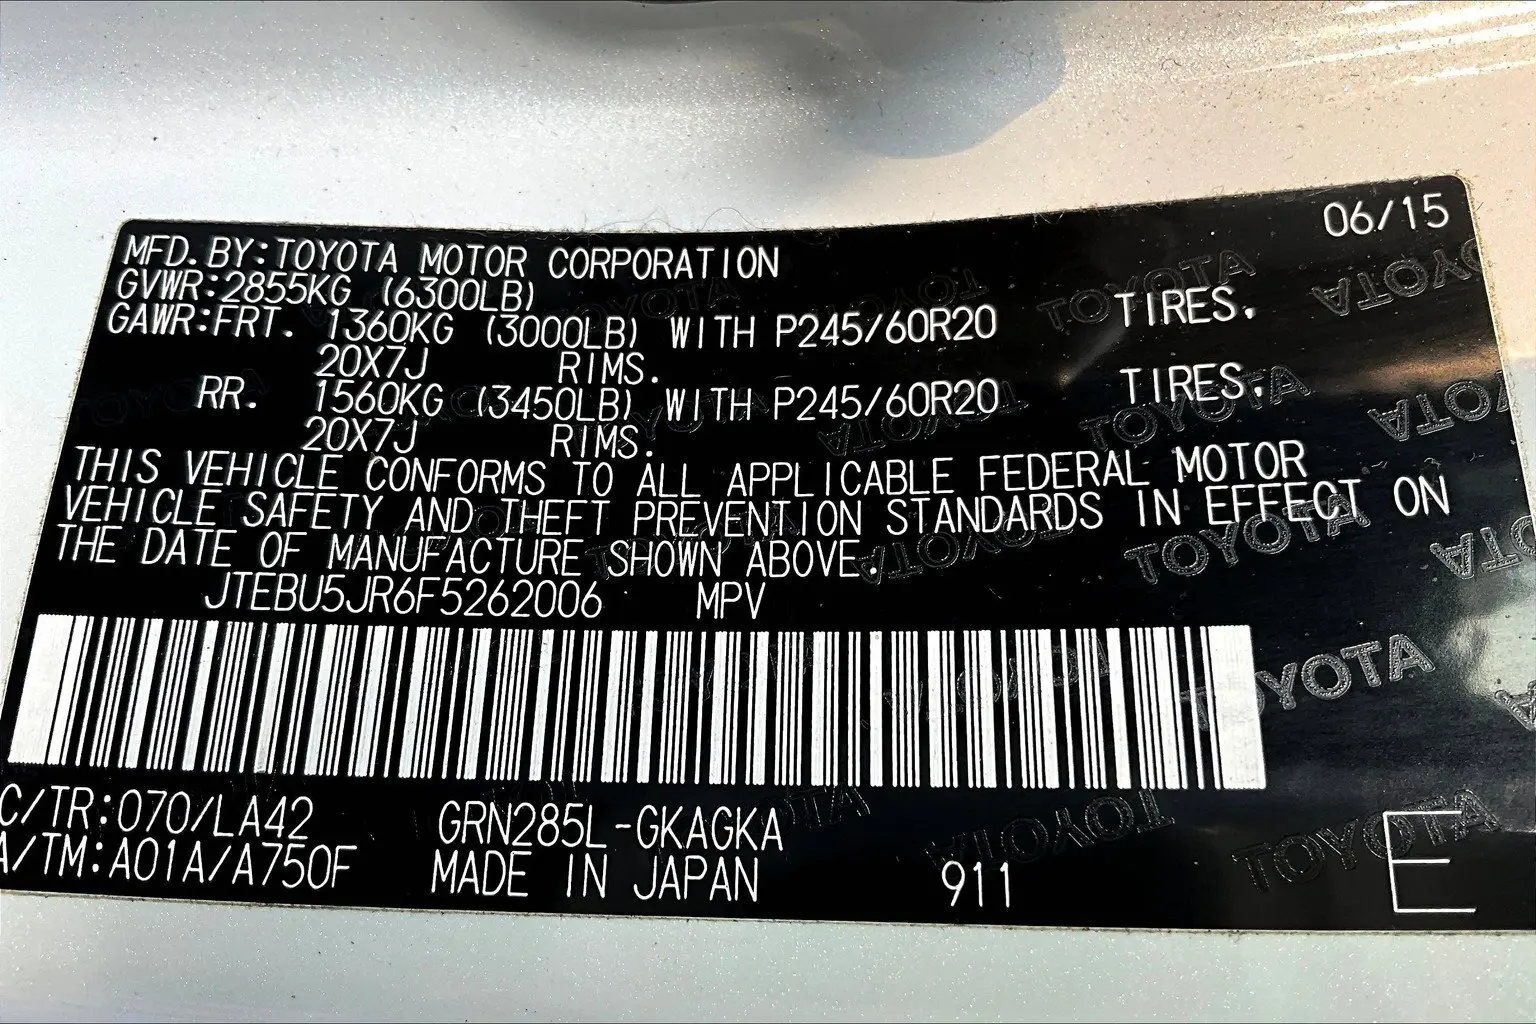 06/15
MFD. BY:TOYOTA MOTOR CORPORATION
GVWR:2855KG (6300LB)
GAWR:FRT. 1360KG (3000LB) WITH P245/60R20 TIRES.
20X7J RIMS.
RR. 1560KG (3450LB) WITH P245/60R20 TIRES.
20X7J RIMS.
THIS VEHICLE CONFORMS TO ALL APPLICABLE FEDERAL MOTOR
VEHICLE SAFETY AND THEFT PREVENTION STANDARDS IN EFFECT ON
THE DATE OF MANUFACTURE SHOWN ABOVE.
JTEBU5JR6F5262006 MPV
C/TR:070/LA42 GRN285L-GKAGKA
A/TM:A01A/A750F MADE IN JAPAN 911 E